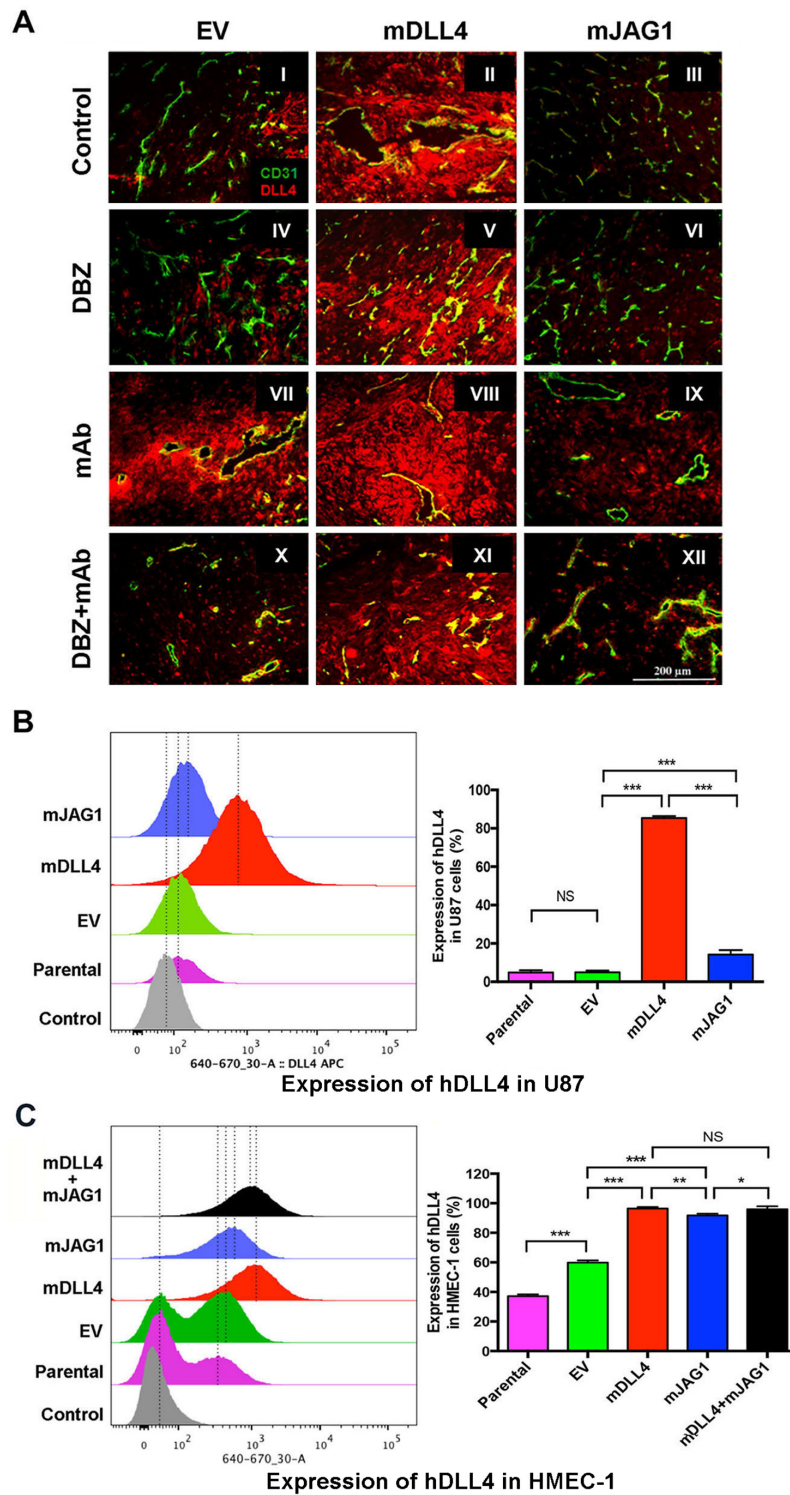 A
EV mDLL4 mJAG1
Control
I II III
CD31
DLL4
DBZ
IV V VI
mAb
VII VIII IX
DBZ+mAb
X XI XII
200 µm
B
mJAG1
mDLL4
EV
Parental
Control
0 10² 10³ 10⁴ 10⁵
640-670_30-A :: DLL4 APC
Expression of hDLL4
in U87 cells (%)
100
80
60
40
20
0
NS
***
*** ***
Parental EV mDLL4 mJAG1
Expression of hDLL4 in U87
C
mDLL4
+
mJAG1
mJAG1
mDLL4
EV
Parental
Control
0 10² 10³ 10⁴ 10⁵
640-670_30-A
Expression of hDLL4
in HMEC-1 cells (%)
120
100
80
60
40
20
0
NS
***
*** ** *
***
Parental EV mDLL4 mJAG1 mDLL4+mJAG1
Expression of hDLL4 in HMEC-1